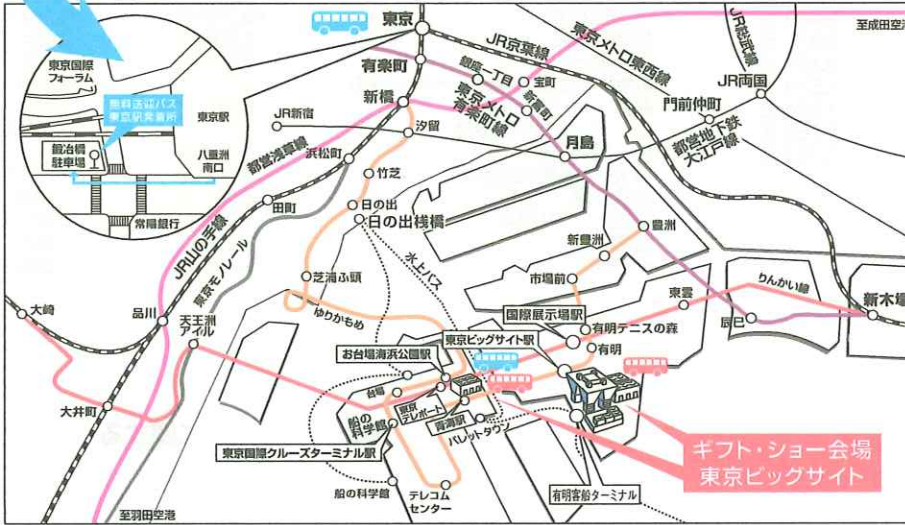 東京国際
フォーラム
無料送迎バス
東京駅発着所
東京駅
鍛冶橋
駐車場
八重洲
南口
常陽銀行
東京
有楽町
新橋
JR新宿
汐留
浜松町
竹芝
日の出
日の出桟橋
田町
都営浅草線
JR山の手線
東京モノレール
芝浦ふ頭
ゆりかもめ
水上バス
JR京葉線
銀座一丁目
宝町
新富町
東京メトロ
有楽町線
東京メトロ東西線
JR総武線
至成田空港
JR両国
門前仲町
都営地下鉄
大江戸線
月島
豊洲
新豊洲
市場前
東雲
りんかい線
辰巳
新木場
国際展示場駅
有明テニスの森
有明
東京ビッグサイト駅
お台場海浜公園駅
台場
東京
テレポート
青海駅
パレットタウン
船の
科学館
東京国際クルーズターミナル駅
船の科学館
テレコム
センター
有明客船ターミナル
大崎
品川
天王洲
アイル
大井町
至羽田空港
ギフト・ショー会場
東京ビッグサイト